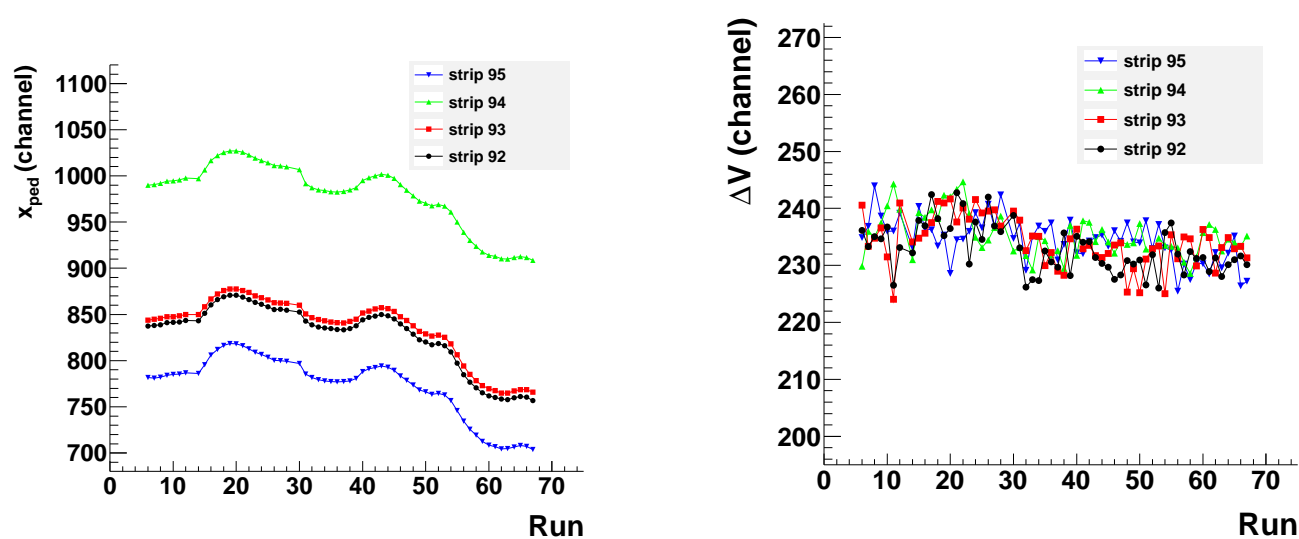 x_ped (channel)
1100
1050
1000
950
900
850
800
750
700
0 10 20 30 40 50 60 70
Run
strip 95
strip 94
strip 93
strip 92
ΔV (channel)
270
260
250
240
230
220
210
200
0 10 20 30 40 50 60 70
Run
strip 95
strip 94
strip 93
strip 92